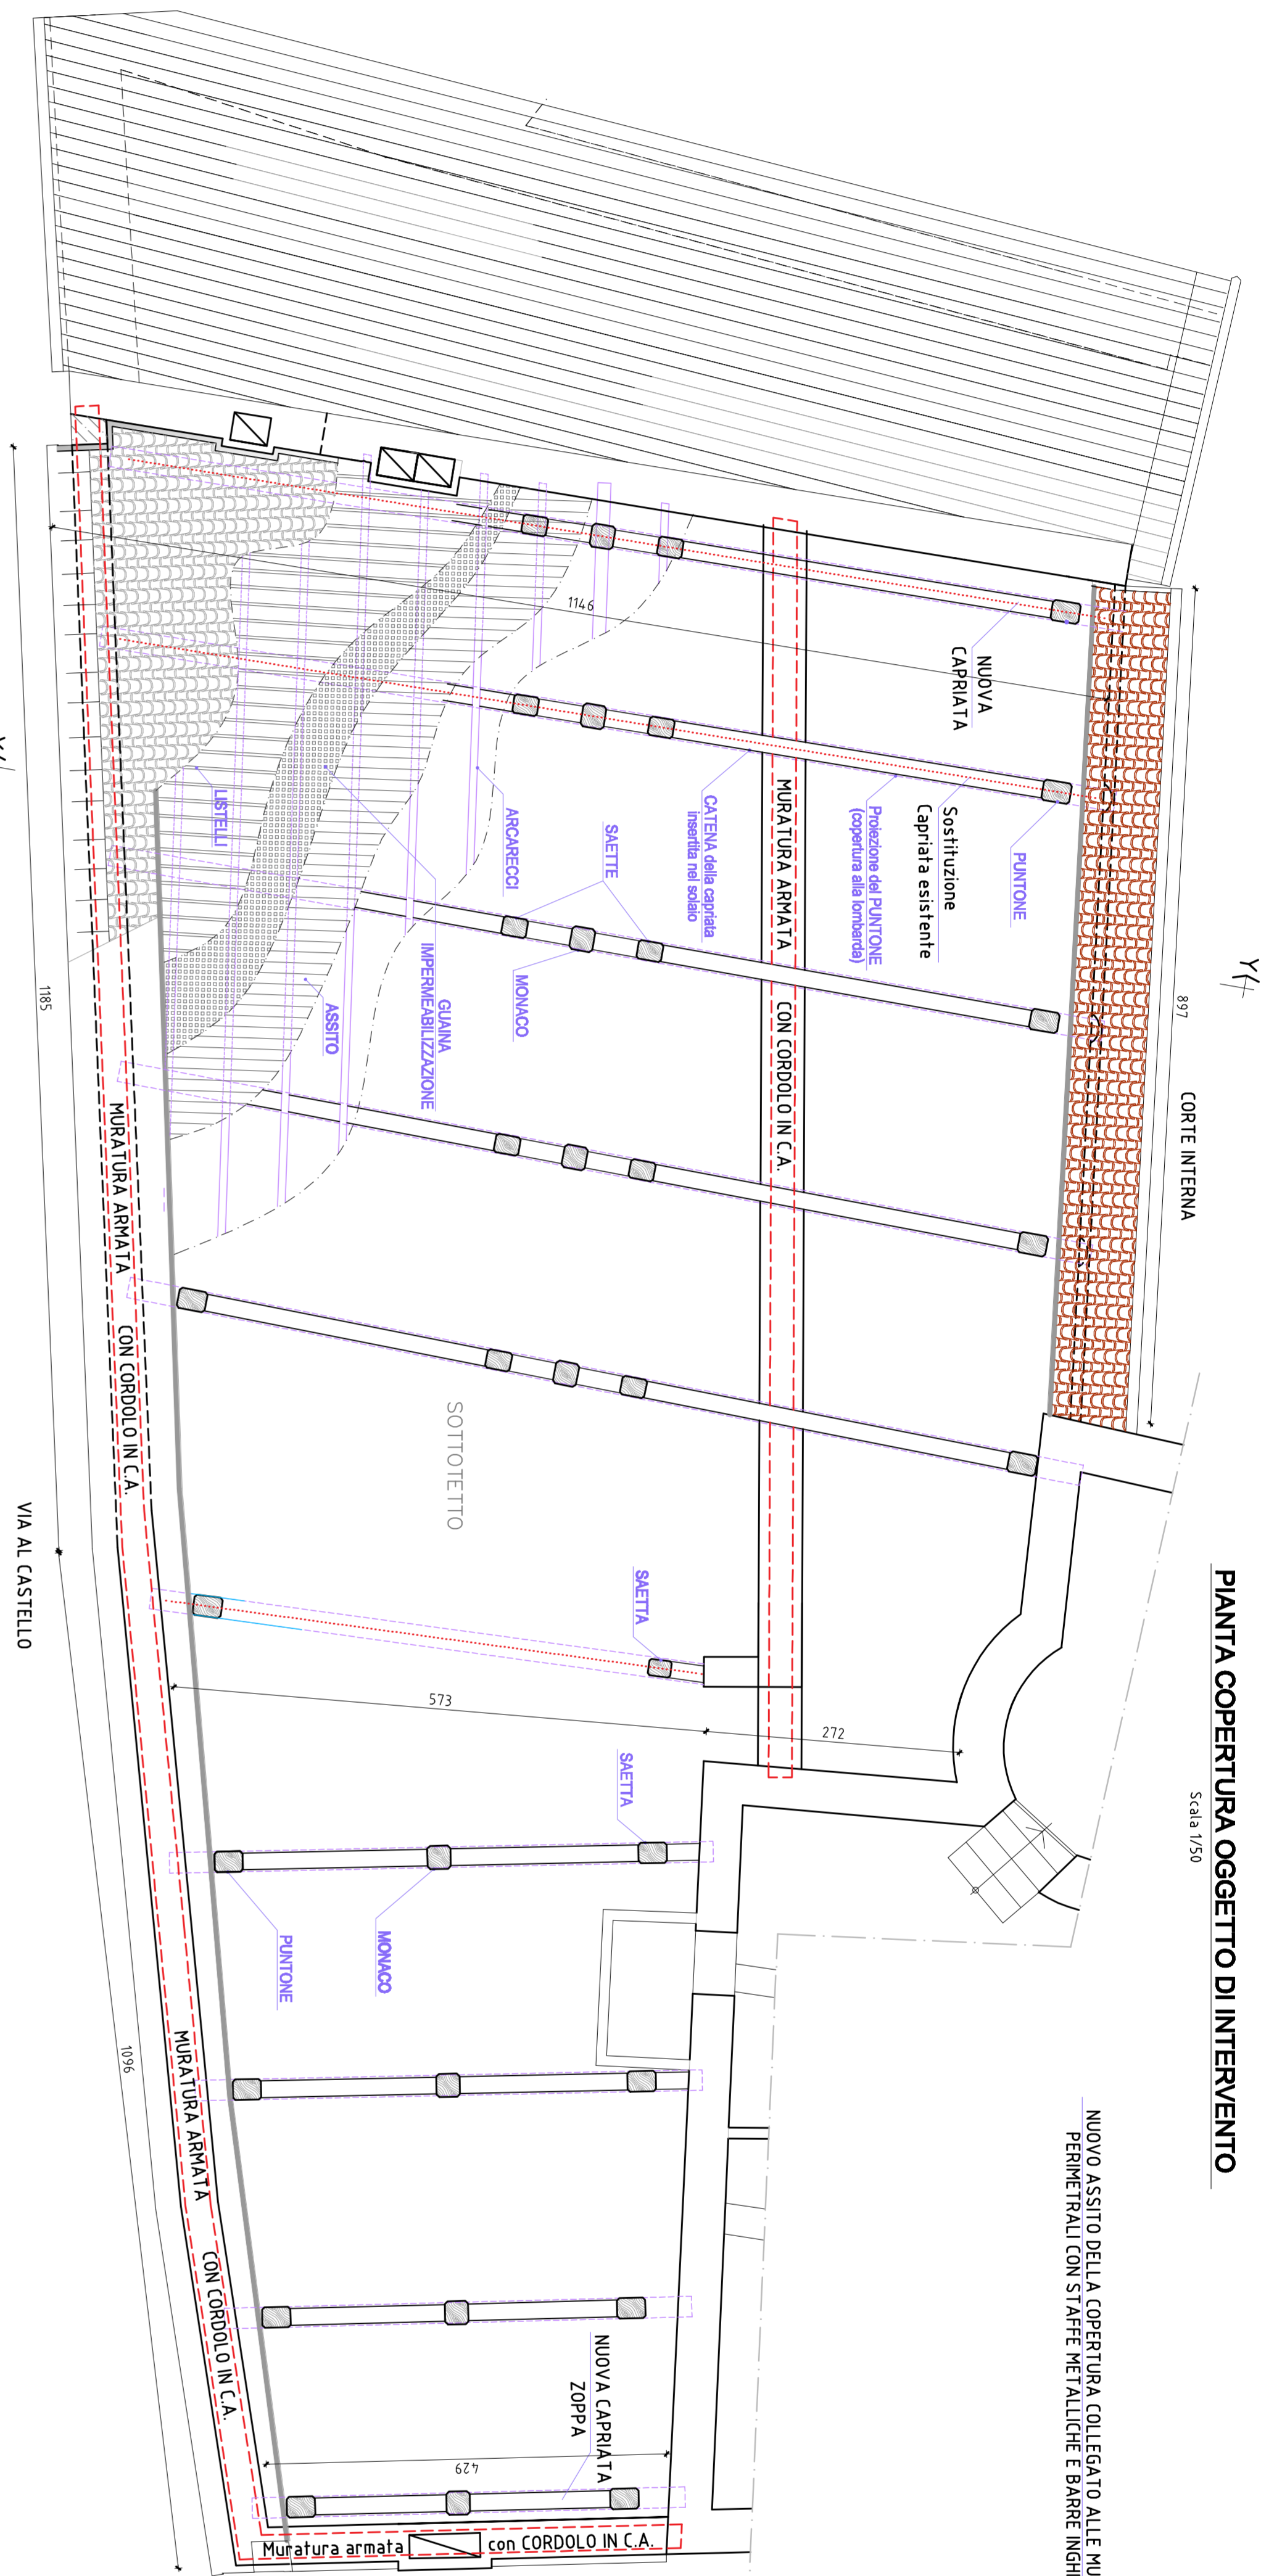 PIANTA COPERTURA OGGETTO DI INTERVENTO
Scala 1/50
NUOVO ASSITO DELLA COPERTURA COLLEGATO ALLE MU
PERIMETRALI CON STAFFE METALLICHE E BARRE INGHI
897
CORTE INTERNA
1146
NUOVA
CAPRIATA
PUNTONE
Sostituzione
Capriata esistente
Proiezione del PUNTONE
(copertura alla lombarda)
MURATURA ARMATA
CON CORDOLO IN C.A.
CATENA della capriata
insertita nel solaio
SAETTE
MONACO
ARCARECCI
GUAINA
IMPERMEABILIZZAZIONE
ASSITO
LISTELLI
SOTTOTETTO
SAETTA
573
272
SAETTA
MONACO
PUNTONE
NUOVA CAPRIATA
ZOPPA
429
MURATURA ARMATA
CON CORDOLO IN C.A.
MURATURA ARMATA
CON CORDOLO IN C.A.
Muratura armata
con CORDOLO IN C.A.
1185
1096
VIA AL CASTELLO